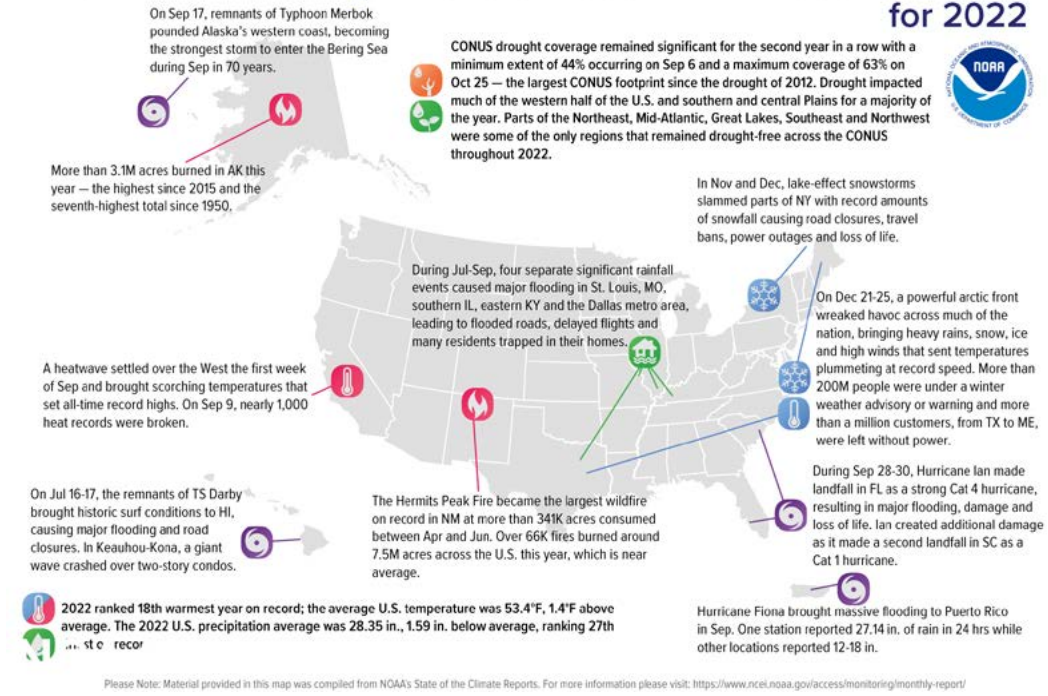 for 2022
On Sep 17, remnants of Typhoon Merbok
pounded Alaska's western coast, becoming
the strongest storm to enter the Bering Sea
during Sep in 70 years.
CONUS drought coverage remained significant for the second year in a row with a
minimum extent of 44% occurring on Sep 6 and a maximum coverage of 63% on
Oct 25 — the largest CONUS footprint since the drought of 2012. Drought impacted
much of the western half of the U.S. and southern and central Plains for a majority of
the year. Parts of the Northeast, Mid-Atlantic, Great Lakes, Southeast and Northwest
were some of the only regions that remained drought-free across the CONUS
throughout 2022.
NATIONAL OCEANIC AND ATMOSPHERIC ADMINISTRATION
NOAA
U.S. DEPARTMENT OF COMMERCE
More than 3.1M acres burned in AK this
year — the highest since 2015 and the
seventh-highest total since 1950.
In Nov and Dec, lake-effect snowstorms
slammed parts of NY with record amounts
of snowfall causing road closures, travel
bans, power outages and loss of life.
During Jul-Sep, four separate significant rainfall
events caused major flooding in St. Louis, MO,
southern IL, eastern KY and the Dallas metro area,
leading to flooded roads, delayed flights and
many residents trapped in their homes.
On Dec 21-25, a powerful arctic front
wreaked havoc across much of the
nation, bringing heavy rains, snow, ice
and high winds that sent temperatures
plummeting at record speed. More than
200M people were under a winter
weather advisory or warning and more
than a million customers, from TX to ME,
were left without power.
A heatwave settled over the West the first week
of Sep and brought scorching temperatures that
set all-time record highs. On Sep 9, nearly 1,000
heat records were broken.
On Jul 16-17, the remnants of TS Darby
brought historic surf conditions to HI,
causing major flooding and road
closures. In Keauhou-Kona, a giant
wave crashed over two-story condos.
The Hermits Peak Fire became the largest wildfire
on record in NM at more than 341K acres consumed
between Apr and Jun. Over 66K fires burned around
7.5M acres across the U.S. this year, which is near
average.
During Sep 28-30, Hurricane Ian made
landfall in FL as a strong Cat 4 hurricane,
resulting in major flooding, damage and
loss of life. Ian created additional damage
as it made a second landfall in SC as a
Cat 1 hurricane.
2022 ranked 18th warmest year on record; the average U.S. temperature was 53.4°F, 1.4°F above
average. The 2022 U.S. precipitation average was 28.35 in., 1.59 in. below average, ranking 27th
Hurricane Fiona brought massive flooding to Puerto Rico
in Sep. One station reported 27.14 in. of rain in 24 hrs while
other locations reported 12-18 in.
Please Note: Material provided in this map was compiled from NOAA's State of the Climate Reports. For more information please visit: https://www.ncei.noaa.gov/access/monitoring/monthly-report/